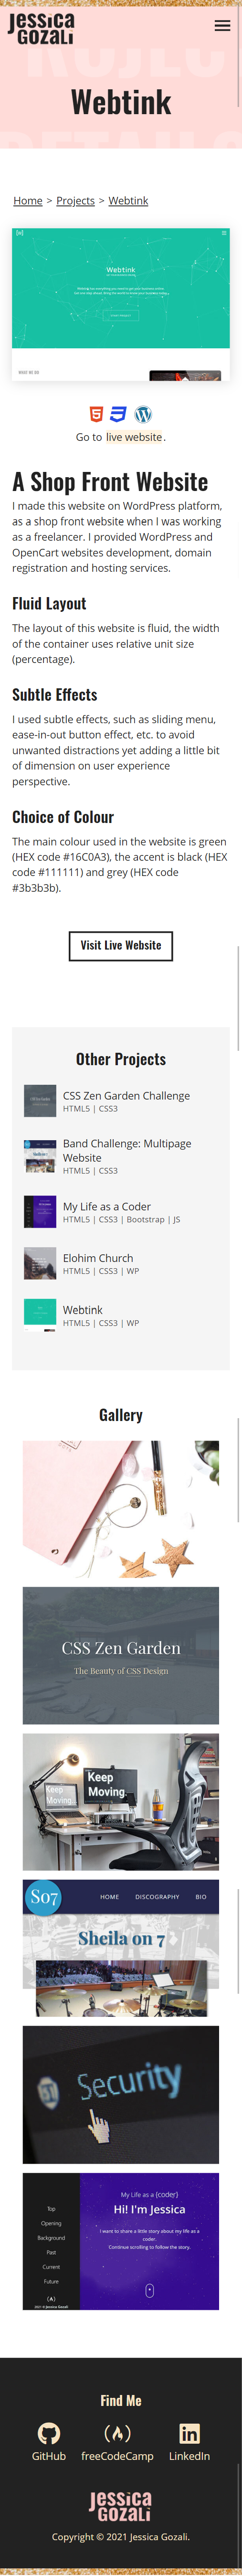 Jessica
Gozali
Webtink
Home > Projects > Webtink
Webtink
WHAT WE DO
Go to live website.
A Shop Front Website
I made this website on WordPress platform,
as a shop front website when I was working
as a freelancer. I provided WordPress and
OpenCart websites development, domain
registration and hosting services.
Fluid Layout
The layout of this website is fluid, the width
of the container uses relative unit size
(percentage).
Subtle Effects
I used subtle effects, such as sliding menu,
ease-in-out button effect, etc. to avoid
unwanted distractions yet adding a little bit
of dimension on user experience
perspective.
Choice of Colour
The main colour used in the website is green
(HEX code #16C0A3), the accent is black (HEX
code #111111) and grey (HEX code
#3b3b3b).
Visit Live Website
Other Projects
CSS Zen Garden Challenge
HTML5 | CSS3
Band Challenge: Multipage
Website
HTML5 | CSS3
My Life as a Coder
HTML5 | CSS3 | Bootstrap | JS
Elohim Church
HTML5 | CSS3 | WP
Webtink
HTML5 | CSS3 | WP
Gallery
CSS Zen Garden
The Beauty of CSS Design
Keep
Moving.
Keep
Moving
So7
HOME DISCOGRAPHY BIO
Sheila on 7
Security
Top
Opening
Background
Past
Current
Future
My Life as a {coder}
Hi! I'm Jessica
I want to share a little story about my life as a
coder.
Continue scrolling to follow the story.
2021 © Jessica Gozali
Find Me
GitHub freeCodeCamp LinkedIn
Jessica
Gozali
Copyright © 2021 Jessica Gozali.